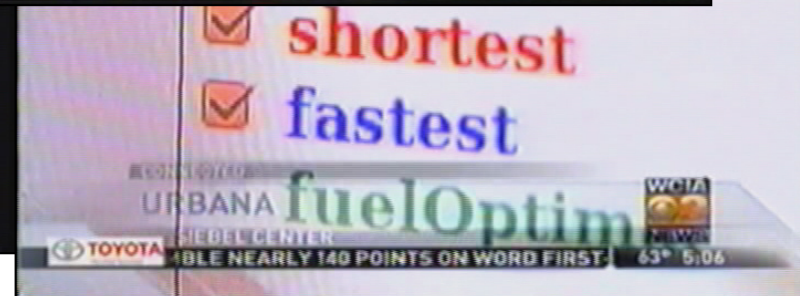 shortest
fastest
CONNECTED
URBANA
fuelOptim
SIEBEL CENTER
WCIA
NEWS
TOYOTA
BLE NEARLY 140 POINTS ON WORD FIRST-
63° 5:06